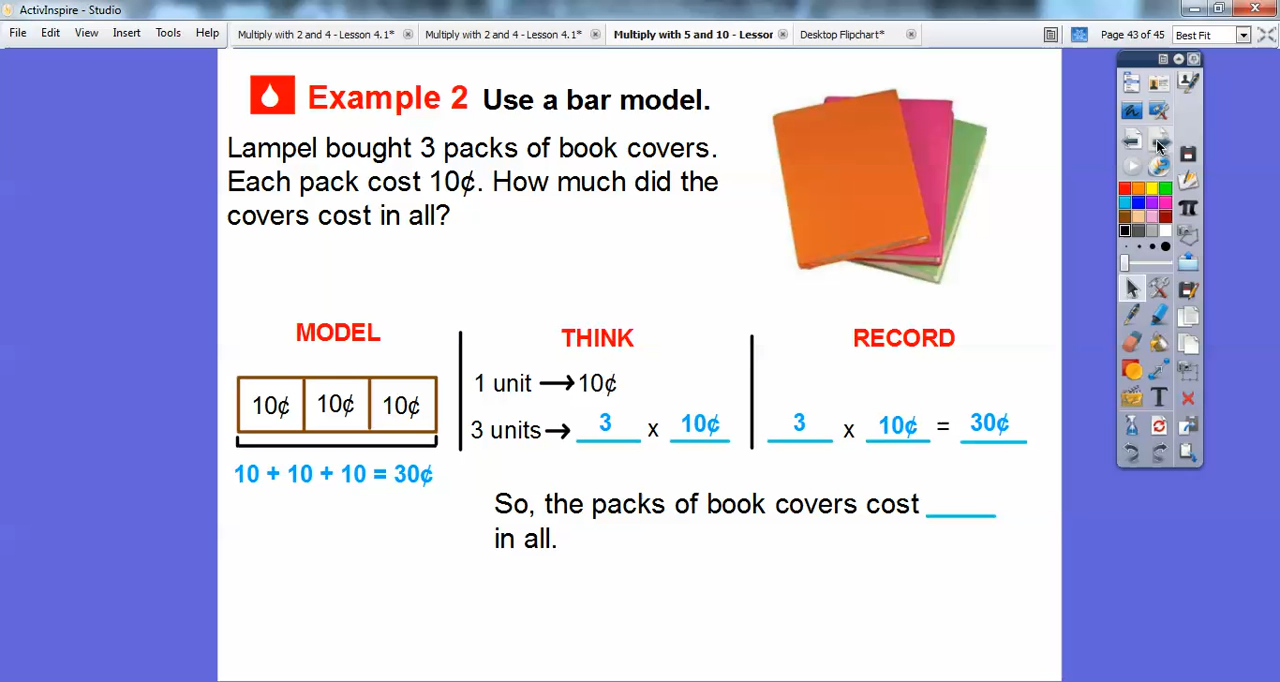 ActivInspire - Studio
File Edit View Insert Tools Help
Multiply with 2 and 4 - Lesson 4.1* Multiply with 2 and 4 - Lesson 4.1* Multiply with 5 and 10 - Lessor Desktop Flipchart* Page 43 of 45 Best Fit
Example 2 Use a bar model.
Lampel bought 3 packs of book covers.
Each pack cost 10¢. How much did the
covers cost in all?
MODEL
10¢ 10¢ 10¢
10 + 10 + 10 = 30¢
THINK
1 unit → 10¢
3 units → 3 x 10¢
RECORD
3 x 10¢ = 30¢
So, the packs of book covers cost ____
in all.